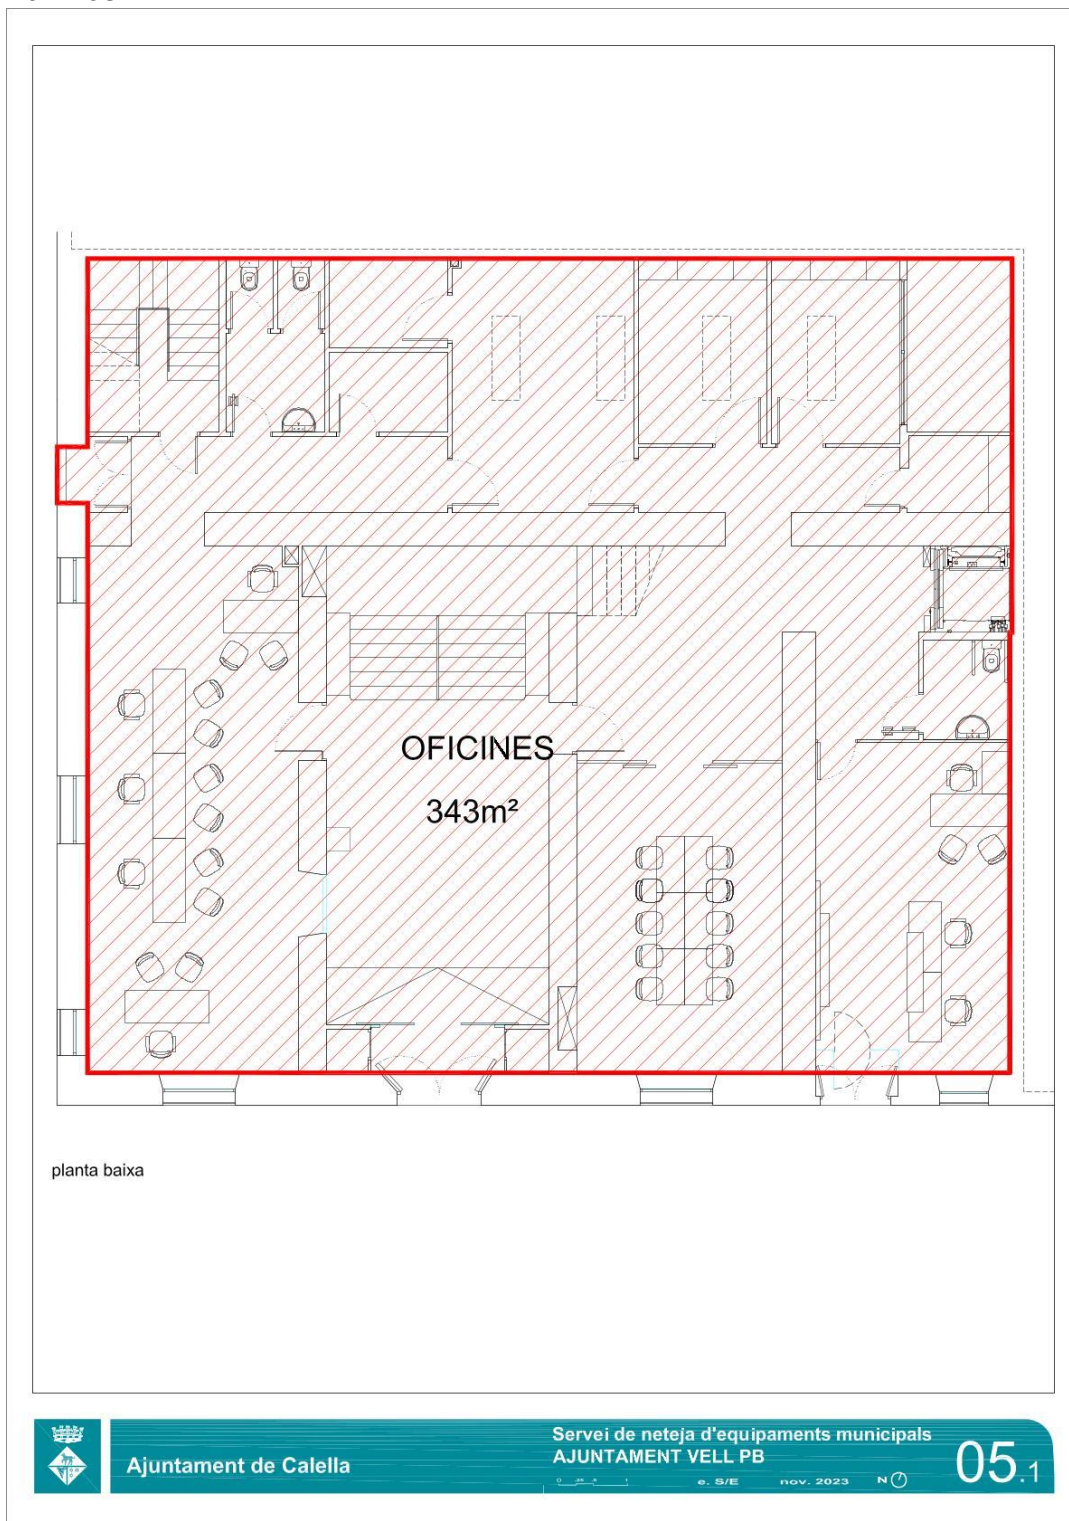 OFICINES
343m²
planta baixa
Ajuntament de Calella
Servei de neteja d'equipaments municipals
AJUNTAMENT VELL PB
e. S/E nov. 2023 N
05.1